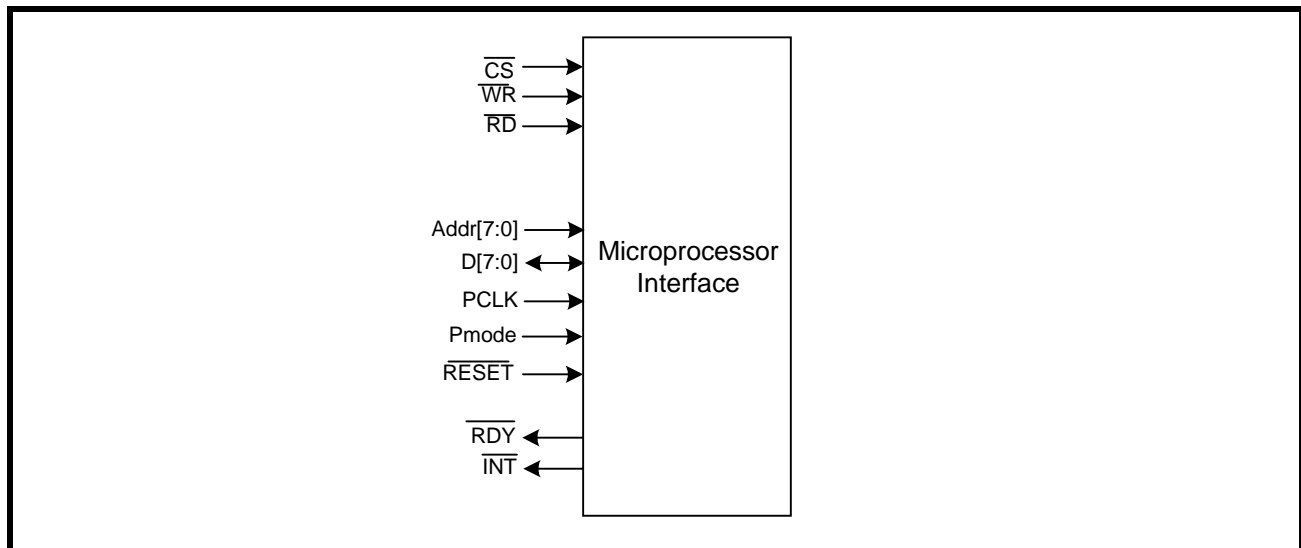 CS
WR
RD
Addr[7:0]
D[7:0]
PCLK
Pmode
RESET
RDY
INT
Microprocessor
Interface